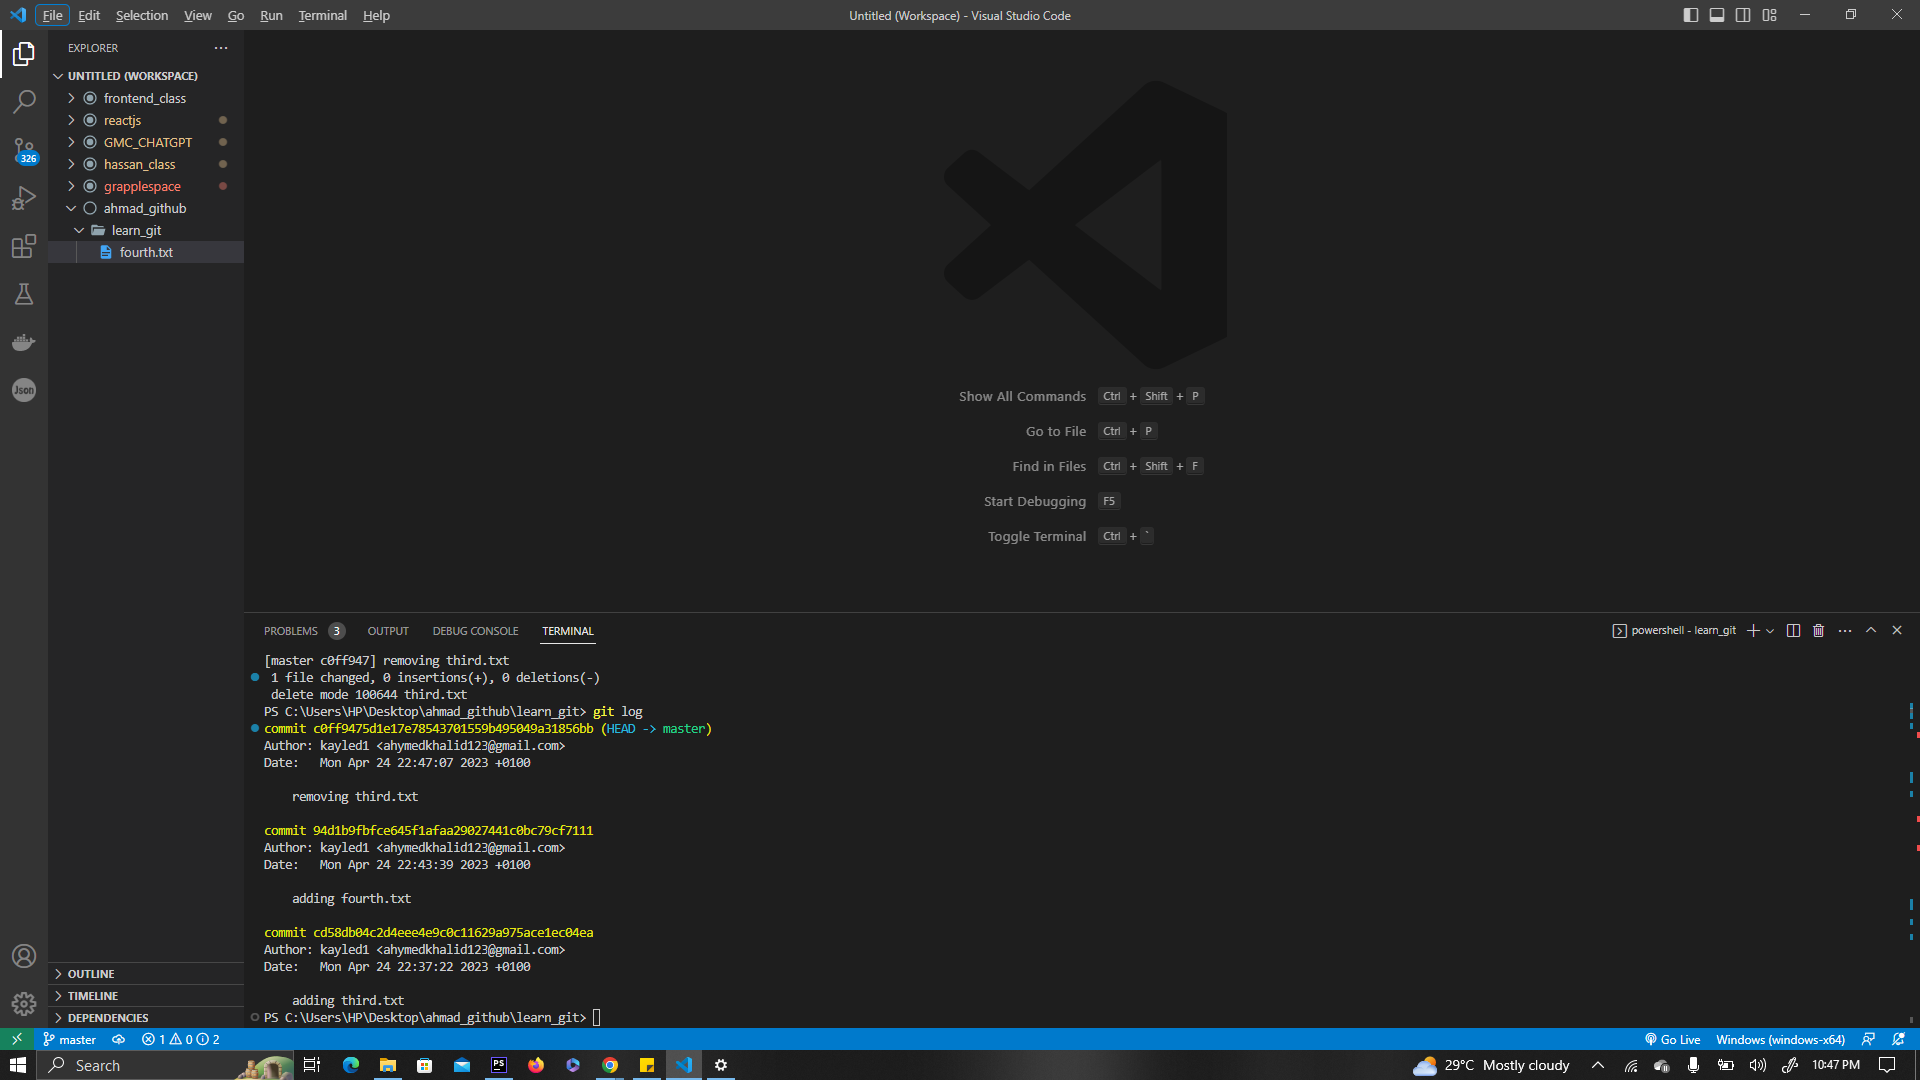 File Edit Selection View Go Run Terminal Help
Untitled (Workspace) - Visual Studio Code
EXPLORER
UNTITLED (WORKSPACE)
frontend_class
reactjs
GMC_CHATGPT
hassan_class
grapplespace
ahmad_github
learn_git
fourth.txt
326
Json
Show All Commands Ctrl + Shift + P
Go to File Ctrl + P
Find in Files Ctrl + Shift + F
Start Debugging F5
Toggle Terminal Ctrl + `
PROBLEMS 3 OUTPUT DEBUG CONSOLE TERMINAL
powershell - learn_git
[master c0ff947] removing third.txt
1 file changed, 0 insertions(+), 0 deletions(-)
delete mode 100644 third.txt
PS C:\Users\HP\Desktop\ahmad_github\learn_git> git log
commit c0ff9475d1e17e78543701559b495049a31856bb (HEAD -> master)
Author: kayled1 <ahymedkhalid123@gmail.com>
Date:   Mon Apr 24 22:47:07 2023 +0100
removing third.txt
commit 94d1b9fbfce645f1afaa29027441c0bc79cf7111
Author: kayled1 <ahymedkhalid123@gmail.com>
Date:   Mon Apr 24 22:43:39 2023 +0100
adding fourth.txt
commit cd58db04c2d4eee4e9c0c11629a975ace1ec04ea
Author: kayled1 <ahymedkhalid123@gmail.com>
Date:   Mon Apr 24 22:37:22 2023 +0100
adding third.txt
PS C:\Users\HP\Desktop\ahmad_github\learn_git>
OUTLINE
TIMELINE
DEPENDENCIES
master 1 0 2
Go Live Windows (windows-x64)
Search
PS
29°C Mostly cloudy
10:47 PM